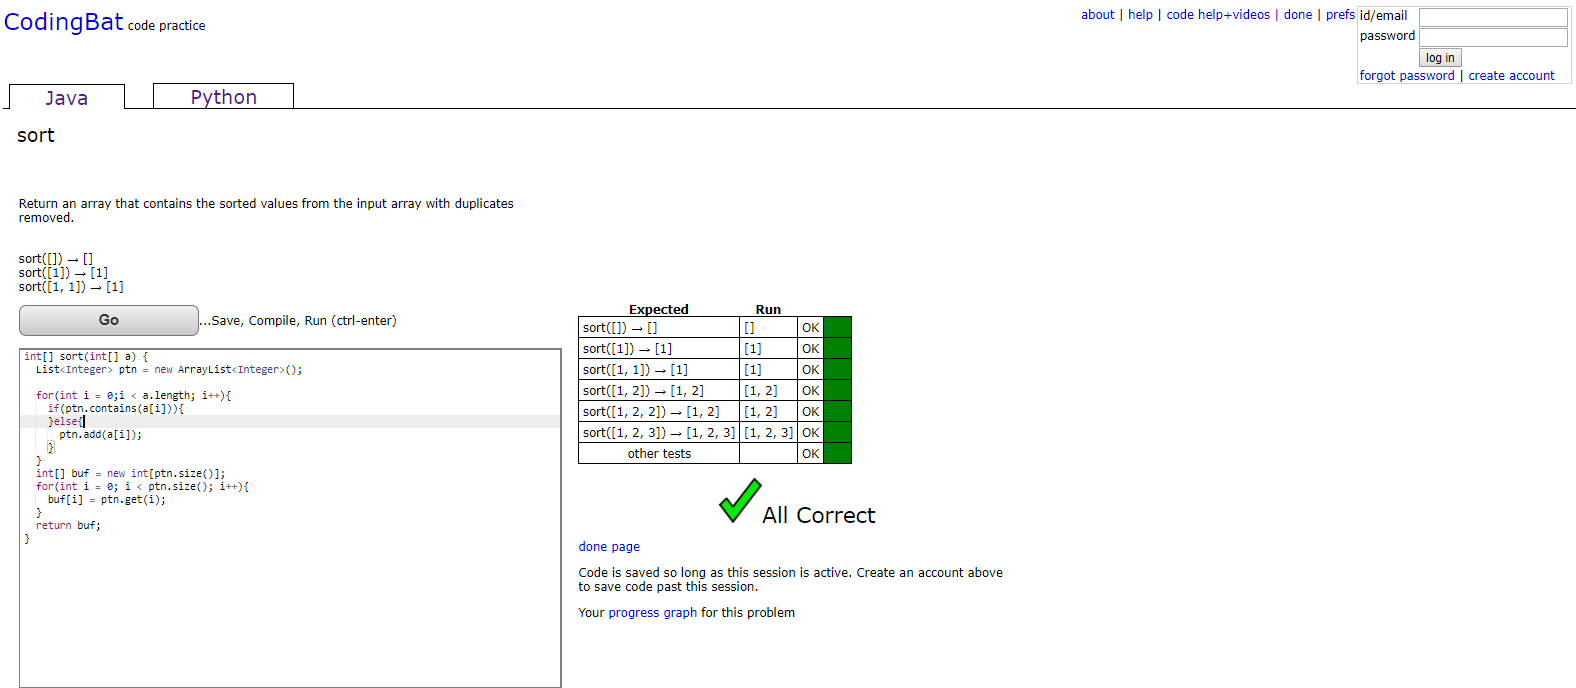 CodingBat code practice
about | help | code help+videos | done | prefs
id/email
password
log in
forgot password | create account
Java
Python
sort
Return an array that contains the sorted values from the input array with duplicates
removed.
sort([]) → []
sort([1]) → [1]
sort([1, 1]) → [1]
Go
...Save, Compile, Run (ctrl-enter)
int[] sort(int[] a) {
List<Integer> ptn = new ArrayList<Integer>();
for(int i = 0;i < a.length; i++){
if(ptn.contains(a[i])){
}else{
ptn.add(a[i]);
}
}
int[] buf = new int[ptn.size()];
for(int i = 0; i < ptn.size(); i++){
buf[i] = ptn.get(i);
}
return buf;
}
Expected Run
sort([]) → [] [] OK
sort([1]) → [1] [1] OK
sort([1, 1]) → [1] [1] OK
sort([1, 2]) → [1, 2] [1, 2] OK
sort([1, 2, 2]) → [1, 2] [1, 2] OK
sort([1, 2, 3]) → [1, 2, 3] [1, 2, 3] OK
other tests OK
All Correct
done page
Code is saved so long as this session is active. Create an account above
to save code past this session.
Your progress graph for this problem